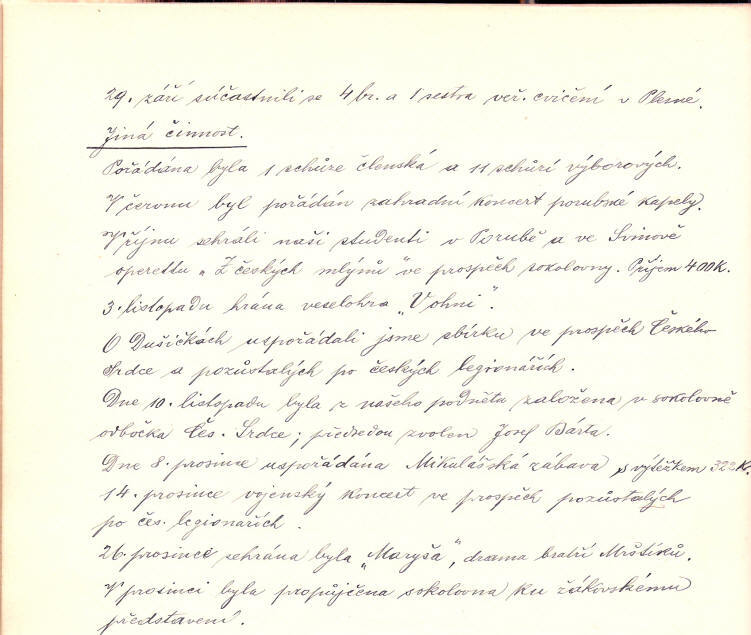 29. září súčastnili se 4 br. a 1 sestra veř. cvičení v Plesné.
Jiná činnost.
Pořádána byla 1 schůze členská a 11 schůzí výborových.
V červnu byl pořádán zahradní koncert porubské kapely.
V říjnu sehráli naši studenti v Porubě a ve Svinově
operettu „Z českých mlýnů" ve prospěch sokolovny. Příjem 400K.
3. listopadu hrána veselohra „V ohni".
O Dušičkách uspořádali jsme sbírku ve prospěch Českého
Srdce a pozůstalých po českých legionářích.
Dne 10. listopadu byla z našeho podnětu založena v sokolovně
odbočka Čes. Srdce; předsedou zvolen Josef Bárta.
Dne 8. prosince uspořádána Mikulášská zábava s výtěžkem 322K.
14. prosince vojenský koncert ve prospěch pozůstalých
po čes. legionářích.
26. prosince sehrána byla „Maryša", drama bratří Mrštíků.
V prosinci byla propůjčena sokolovna ku žákovskému
představení.